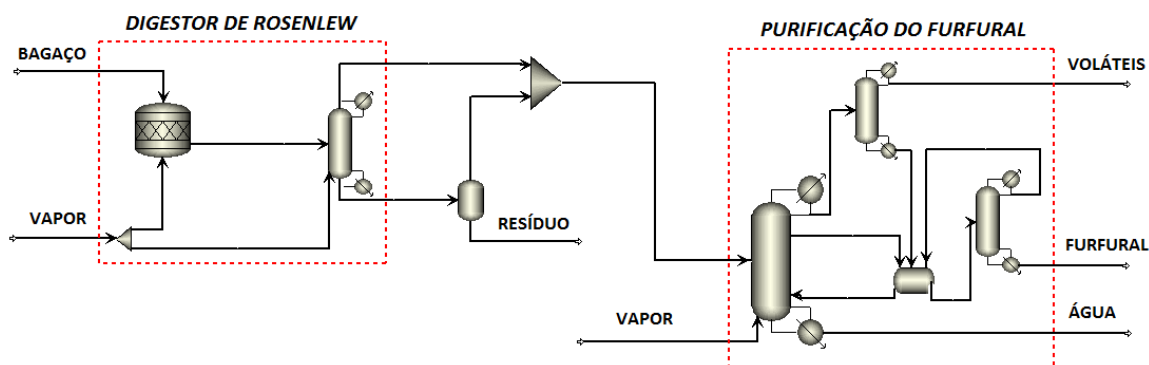 DIGESTOR DE ROSENLEW
PURIFICAÇÃO DO FURFURAL
BAGAÇO
VOLÁTEIS
VAPOR
RESÍDUO
FURFURAL
VAPOR
ÁGUA